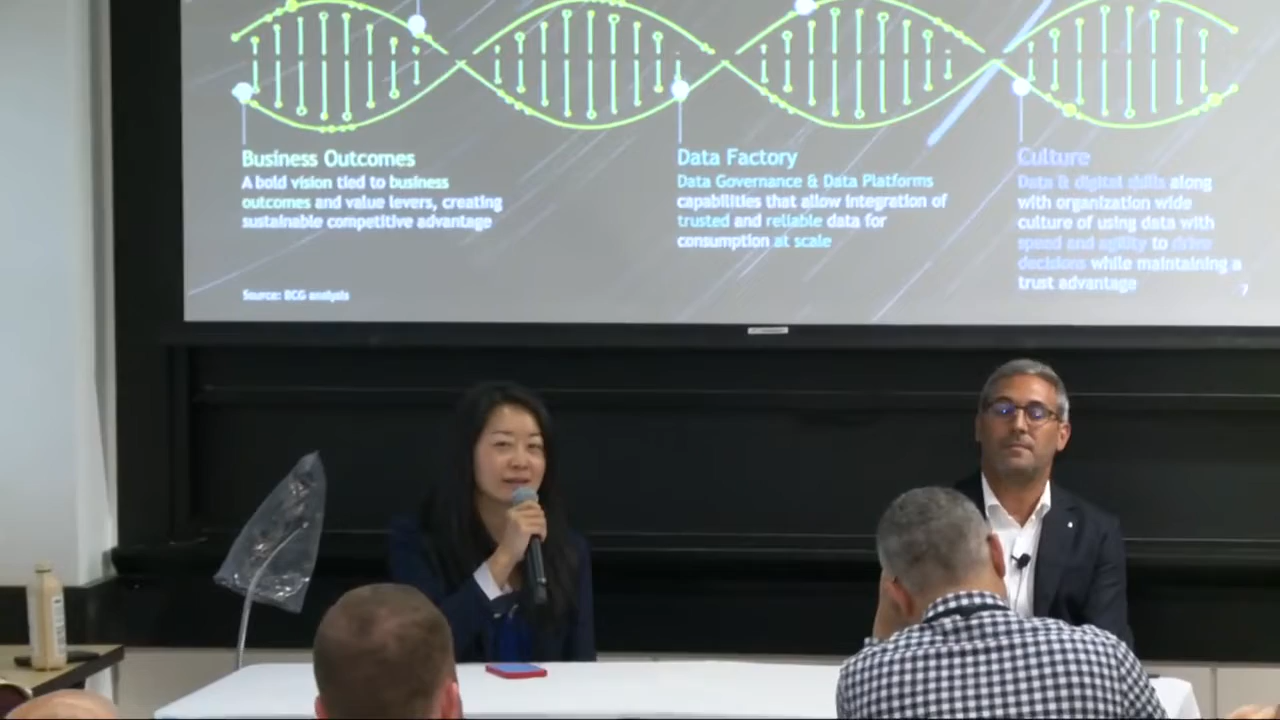 Business Outcomes
A bold vision tied to business
outcomes and value levers, creating
sustainable competitive advantage
Data Factory
Data Governance & Data Platforms
capabilities that allow integration of
trusted and reliable data for
consumption at scale
Culture
Data & digital skills along
with organization wide
culture of using data with
speed and agility to drive
decisions while maintaining a
trust advantage
Source: BCG analysis
7